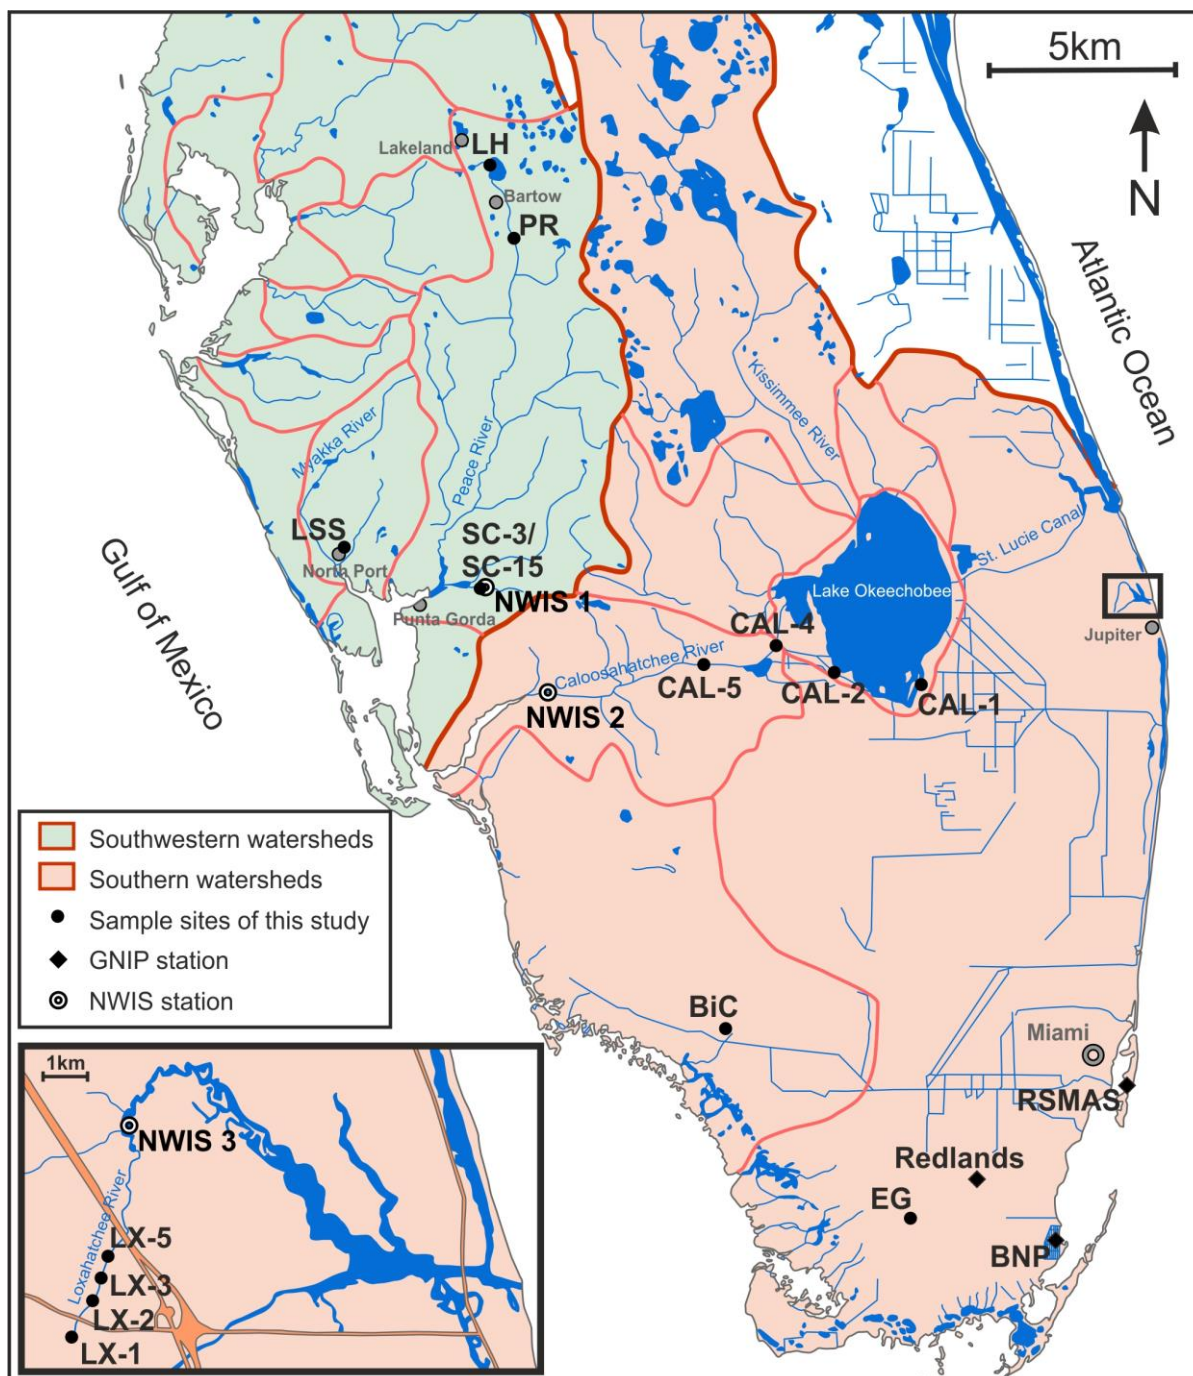 5km
N
Atlantic Ocean
Lakeland
LH
Bartow
PR
Kissimmee River
Myakka River
Peace River
LSS
North Port
SC-3/
SC-15
NWIS 1
Punta Gorda
St. Lucie Canal
Lake Okeechobee
Jupiter
Gulf of Mexico
CAL-4
Caloosahatchee River
CAL-5
CAL-2
CAL-1
NWIS 2
Southwestern watersheds
Southern watersheds
Sample sites of this study
GNIP station
NWIS station
BiC
Miami
RSMAS
Redlands
EG
BNP
1km
NWIS 3
Loxahatchee River
LX-5
LX-3
LX-2
LX-1